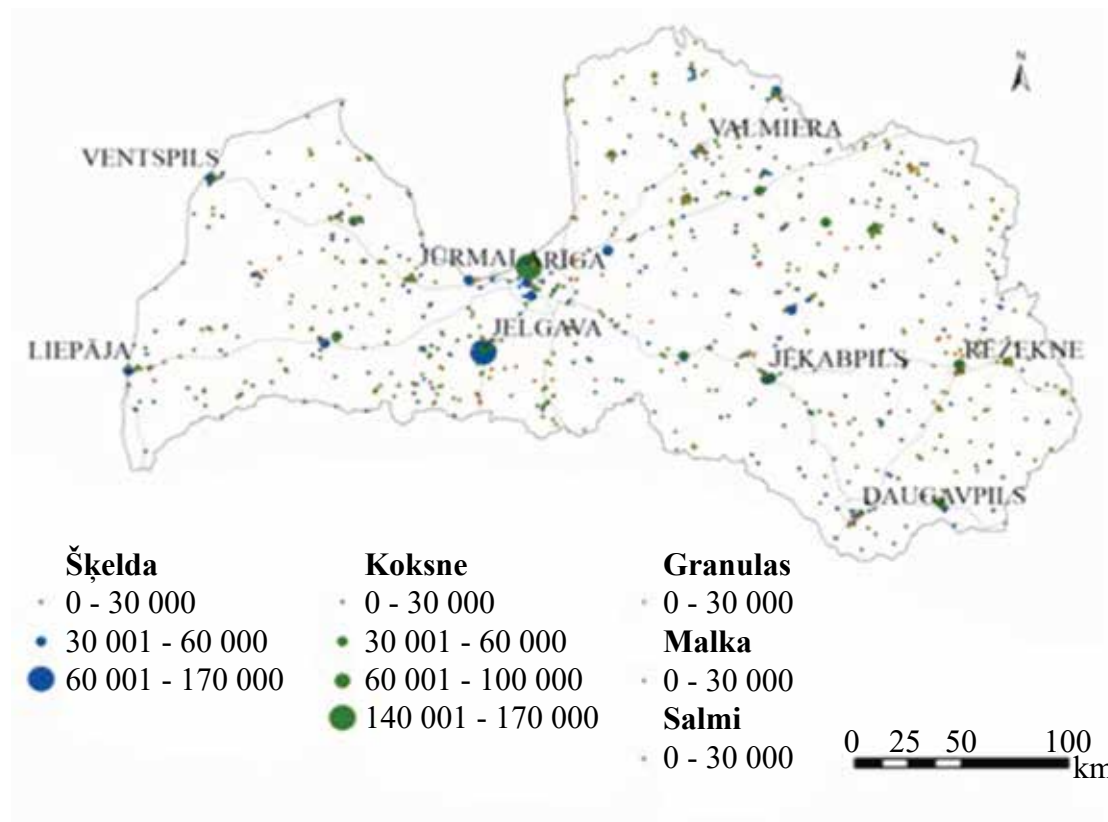 N
VALMIERA
VENTSPILS
JŪRMALA RĪGA
JELGAVA
LIEPĀJA
JĒKABPILS
RĒZEKNE
DAUGAVPILS
Šķelda
0 - 30 000
30 001 - 60 000
60 001 - 170 000
Koksne
0 - 30 000
30 001 - 60 000
60 001 - 100 000
140 001 - 170 000
Granulas
0 - 30 000
Malka
0 - 30 000
Salmi
0 - 30 000
0 25 50 100
km